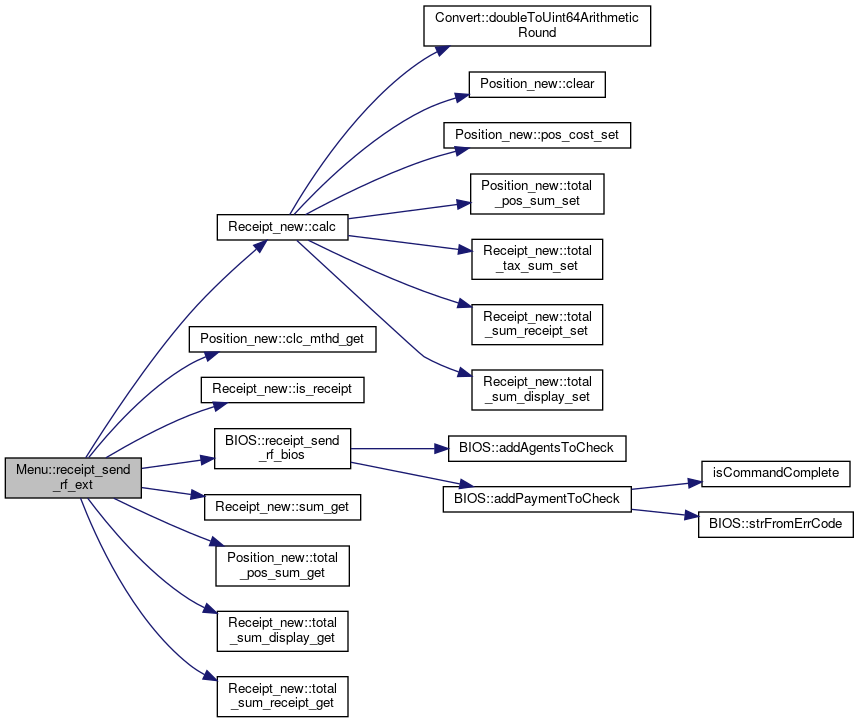 Convert::doubleToUint64Arithmetic
Round
Position_new::clear
Position_new::pos_cost_set
Position_new::total
_pos_sum_set
Receipt_new::calc
Receipt_new::total
_tax_sum_set
Receipt_new::total
_sum_receipt_set
Position_new::clc_mthd_get
Receipt_new::total
_sum_display_set
Receipt_new::is_receipt
BIOS::receipt_send
_rf_bios
BIOS::addAgentsToCheck
Menu::receipt_send
_rf_ext
isCommandComplete
BIOS::addPaymentToCheck
Receipt_new::sum_get
BIOS::strFromErrCode
Position_new::total
_pos_sum_get
Receipt_new::total
_sum_display_get
Receipt_new::total
_sum_receipt_get